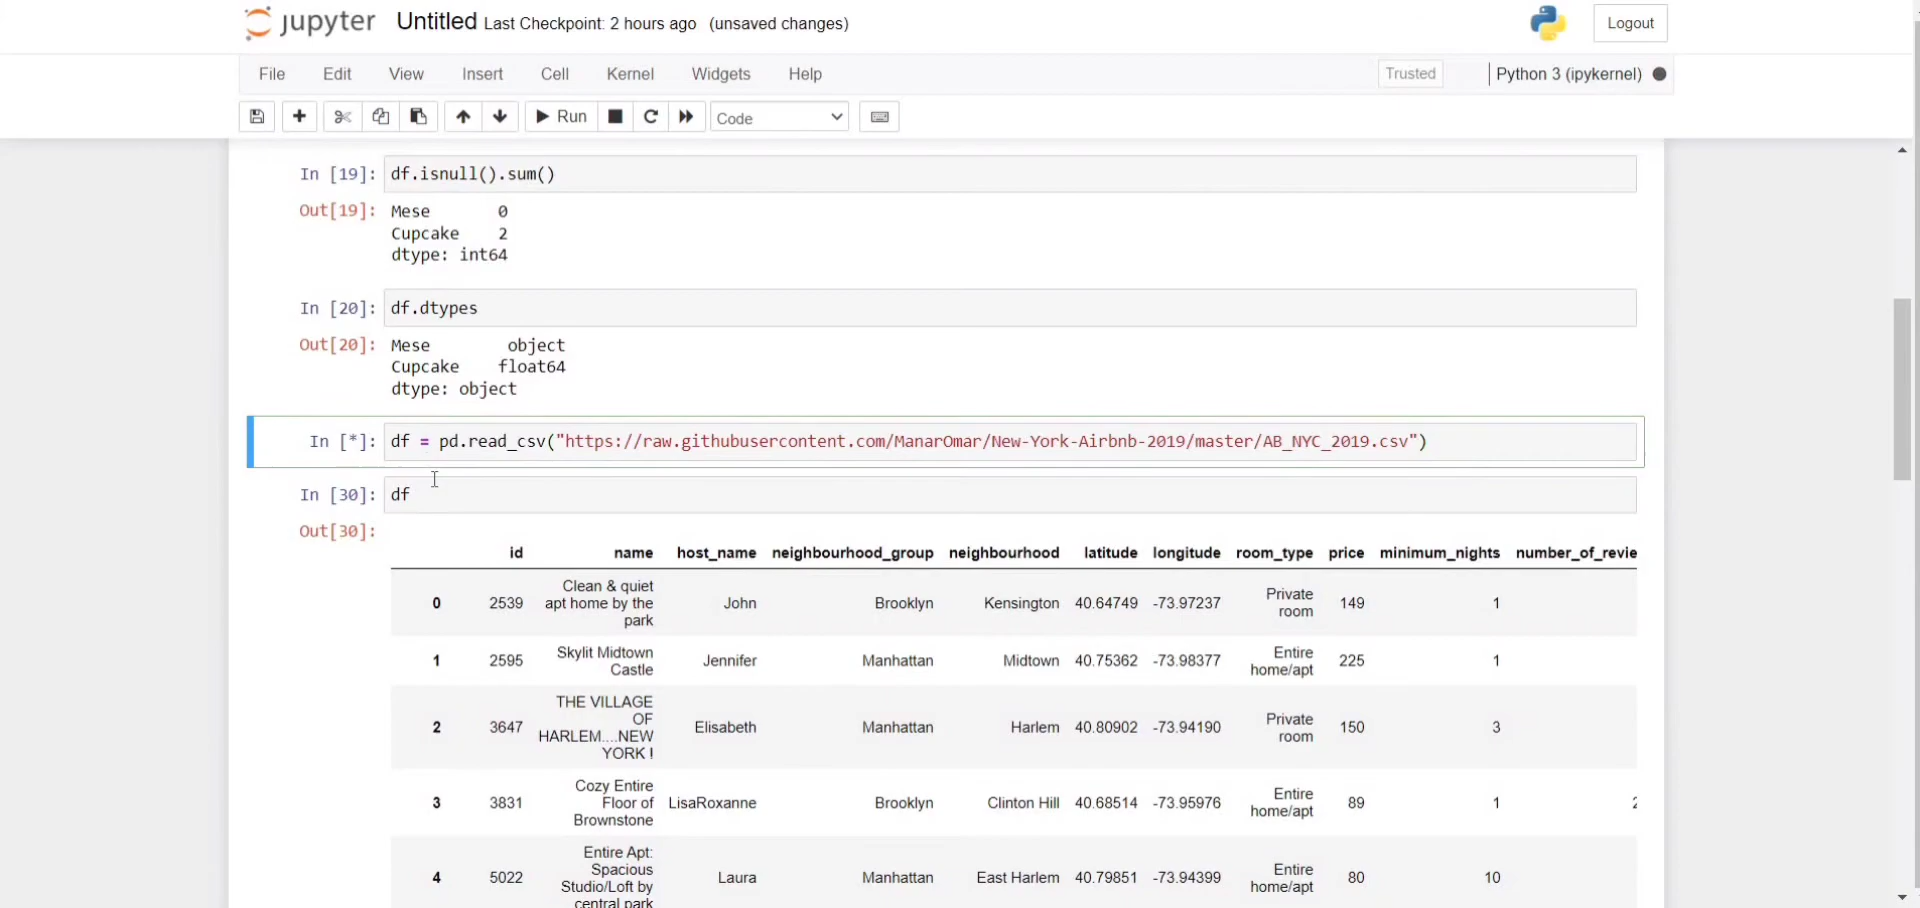 jupyter Untitled Last Checkpoint: 2 hours ago (unsaved changes) Logout
File Edit View Insert Cell Kernel Widgets Help Trusted Python 3 (ipykernel)
Run Code
In [19]: df.isnull().sum()
Out[19]: Mese 0
Cupcake 2
dtype: int64
In [20]: df.dtypes
Out[20]: Mese object
Cupcake float64
dtype: object
In [*]: df = pd.read_csv("https://raw.githubusercontent.com/ManarOmar/New-York-Airbnb-2019/master/AB_NYC_2019.csv")
In [30]: df
Out[30]:
id name host_name neighbourhood_group neighbourhood latitude longitude room_type price minimum_nights number_of_revie
0 2539 Clean & quiet apt home by the park John Brooklyn Kensington 40.64749 -73.97237 Private room 149 1
1 2595 Skylit Midtown Castle Jennifer Manhattan Midtown 40.75362 -73.98377 Entire home/apt 225 1
2 3647 THE VILLAGE OF HARLEM....NEW YORK ! Elisabeth Manhattan Harlem 40.80902 -73.94190 Private room 150 3
3 3831 Cozy Entire Floor of Brownstone LisaRoxanne Brooklyn Clinton Hill 40.68514 -73.95976 Entire home/apt 89 1 2
4 5022 Entire Apt: Spacious Studio/Loft by central park Laura Manhattan East Harlem 40.79851 -73.94399 Entire home/apt 80 10